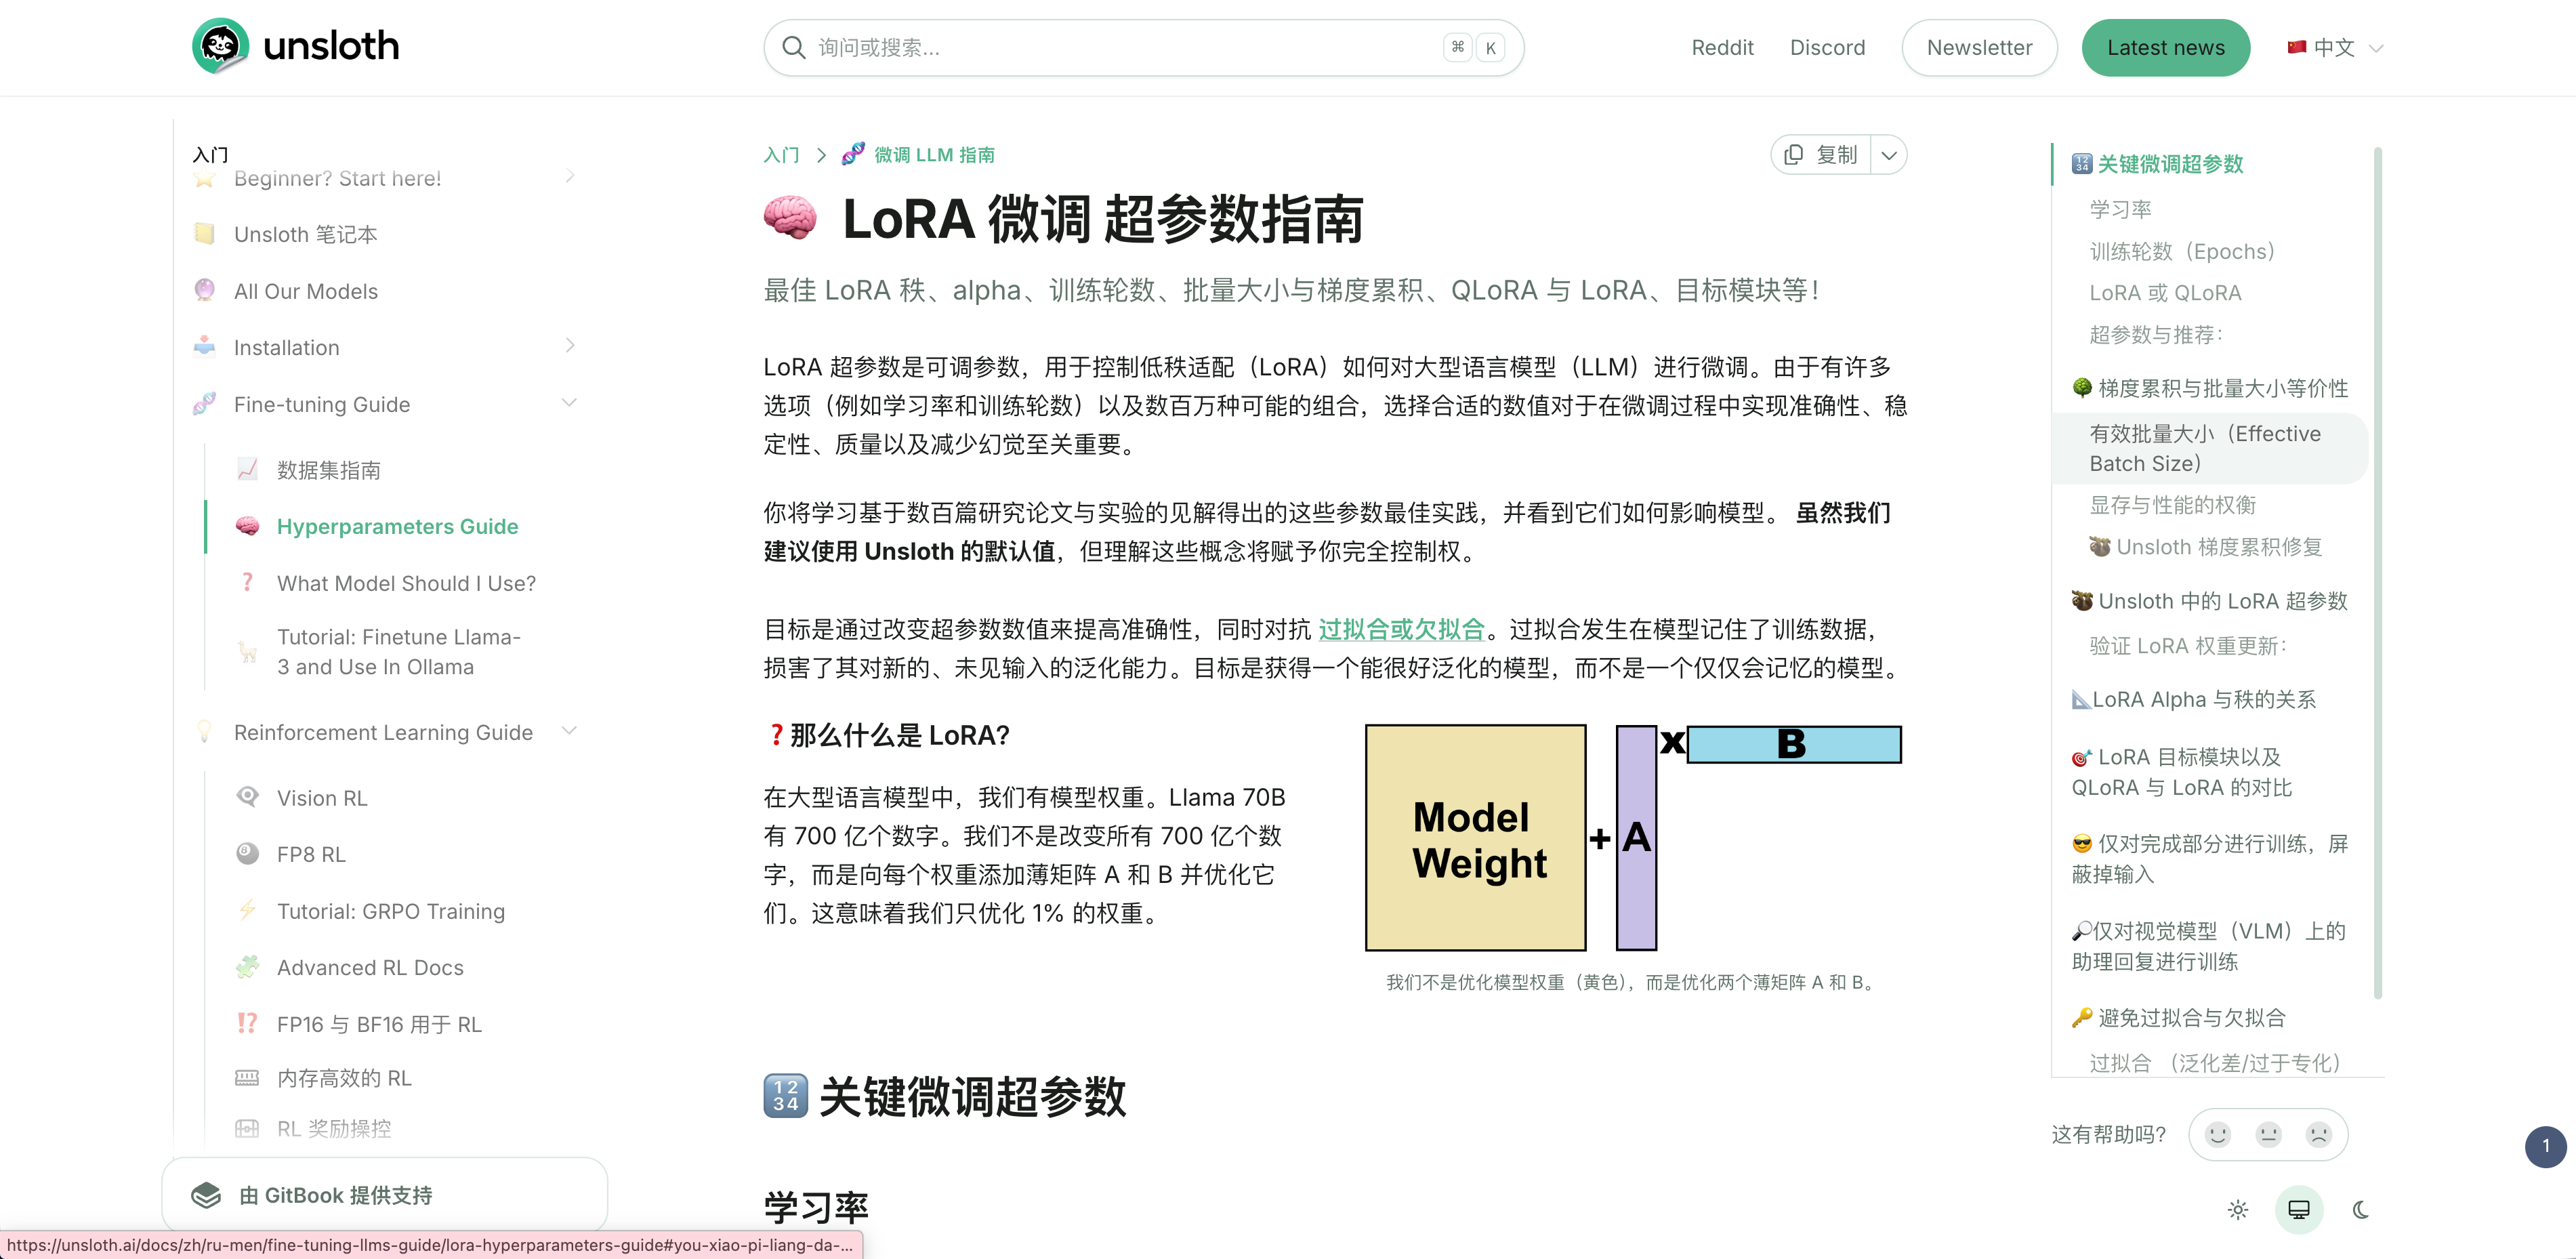 unsloth
询问或搜索...
⌘ K
Reddit
Discord
Newsletter
Latest news
🇨🇳 中文
入门
⭐ Beginner? Start here!
📒 Unsloth 笔记本
🔮 All Our Models
📥 Installation
🧬 Fine-tuning Guide
📈 数据集指南
🧠 Hyperparameters Guide
❓ What Model Should I Use?
🦙 Tutorial: Finetune Llama-
3 and Use In Ollama
💡 Reinforcement Learning Guide
Vision RL
FP8 RL
⚡ Tutorial: GRPO Training
🧩 Advanced RL Docs
⁉️ FP16 与 BF16 用于 RL
内存高效的 RL
RL 奖励操控
由 GitBook 提供支持
https://unsloth.ai/docs/zh/ru-men/fine-tuning-llms-guide/lora-hyperparameters-guide#you-xiao-pi-liang-da-...
入门 > 🧬 微调 LLM 指南
复制
🧠 LoRA 微调 超参数指南
最佳 LoRA 秩、alpha、训练轮数、批量大小与梯度累积、QLoRA 与 LoRA、目标模块等！
LoRA 超参数是可调参数，用于控制低秩适配（LoRA）如何对大型语言模型（LLM）进行微调。由于有许多
选项（例如学习率和训练轮数）以及数百万种可能的组合，选择合适的数值对于在微调过程中实现准确性、稳
定性、质量以及减少幻觉至关重要。
你将学习基于数百篇研究论文与实验的见解得出的这些参数最佳实践，并看到它们如何影响模型。 虽然我们
建议使用 Unsloth 的默认值，但理解这些概念将赋予你完全控制权。
目标是通过改变超参数数值来提高准确性，同时对抗 过拟合或欠拟合。过拟合发生在模型记住了训练数据，
损害了其对新的、未见输入的泛化能力。目标是获得一个能很好泛化的模型，而不是一个仅仅会记忆的模型。
❓那么什么是 LoRA?
在大型语言模型中，我们有模型权重。Llama 70B
有 700 亿个数字。我们不是改变所有 700 亿个数
字，而是向每个权重添加薄矩阵 A 和 B 并优化它
们。这意味着我们只优化 1% 的权重。
Model
Weight
+
A
x
B
我们不是优化模型权重（黄色），而是优化两个薄矩阵 A 和 B。
🔢 关键微调超参数
学习率
🔢 关键微调超参数
学习率
训练轮数（Epochs）
LoRA 或 QLoRA
超参数与推荐：
🌳 梯度累积与批量大小等价性
有效批量大小（Effective
Batch Size）
显存与性能的权衡
🦥 Unsloth 梯度累积修复
🦥 Unsloth 中的 LoRA 超参数
验证 LoRA 权重更新：
📐LoRA Alpha 与秩的关系
🎯 LoRA 目标模块以及
QLoRA 与 LoRA 的对比
😎 仅对完成部分进行训练，屏
蔽掉输入
🔎仅对视觉模型（VLM）上的
助理回复进行训练
🔑 避免过拟合与欠拟合
过拟合 （泛化差/过于专化）
这有帮助吗?
1